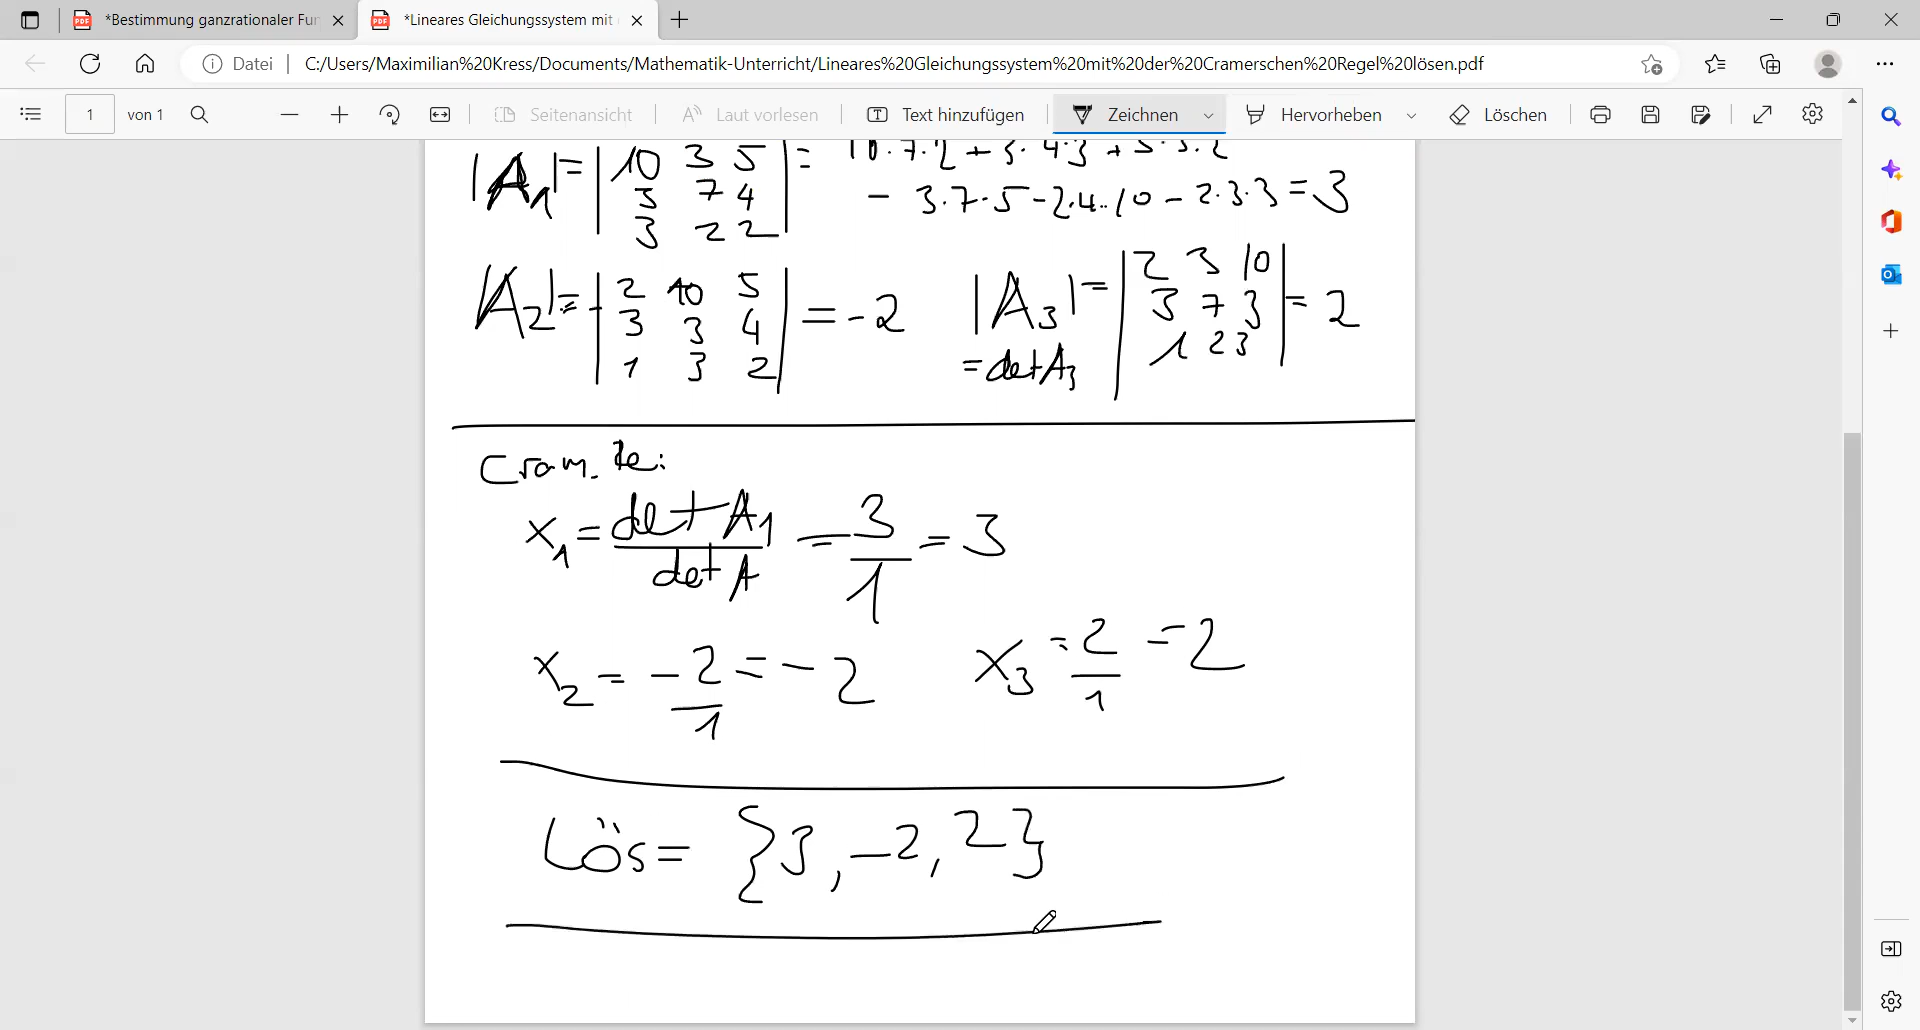 *Bestimmung ganzrationaler Fun
*Lineares Gleichungssystem mit
Datei
C:/Users/Maximilian%20Kress/Documents/Mathematik-Unterricht/Lineares%20Gleichungssystem%20mit%20der%20Cramerschen%20Regel%20lösen.pdf
1 von 1 Seitenansicht Laut vorlesen Text hinzufügen Zeichnen Hervorheben Löschen
|A1| = | 10 3 5 | =
3 7 4 - 3·7·5 - 2·4·10 - 2·3·3 = 3
3 2 2
|A2| = | 2 10 5 | = -2
3 3 4
1 3 2
|A3| = | 2 3 10 | = 2
3 7 3
1 2 3
= det A3
Cram. Re:
x1 = det A1 / det A = 3/1 = 3
x2 = -2/1 = -2 x3 = 2/1 = 2
Lös = {3, -2, 2}